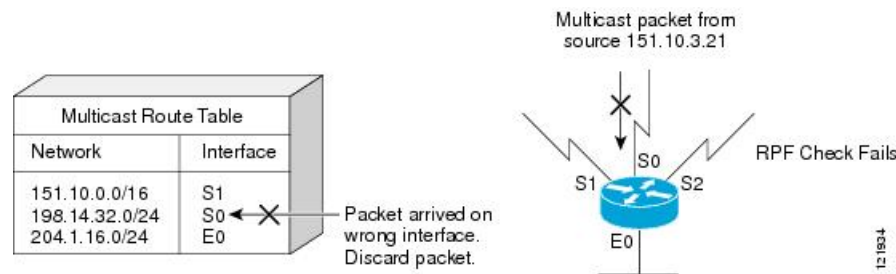 Multicast packet from
source 151.10.3.21
Multicast Route Table
Network Interface
151.10.0.0/16 S1
198.14.32.0/24 S0
204.1.16.0/24 E0
Packet arrived on
wrong interface.
Discard packet.
RPF Check Fails
S0
S1
S2
E0
121694